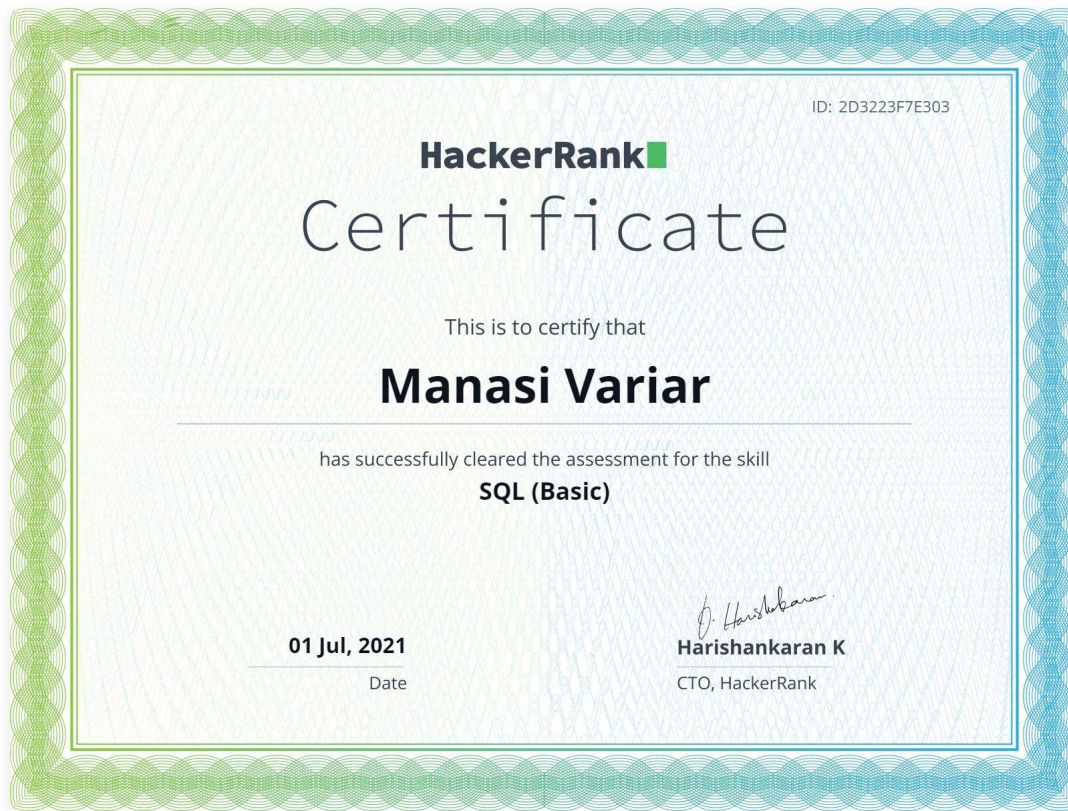 ID: 2D3223F7E303
HackerRank
Certificate
This is to certify that
Manasi Variar
has successfully cleared the assessment for the skill
SQL (Basic)
01 Jul, 2021
Date
Harishankaran
Harishankaran K
CTO, HackerRank